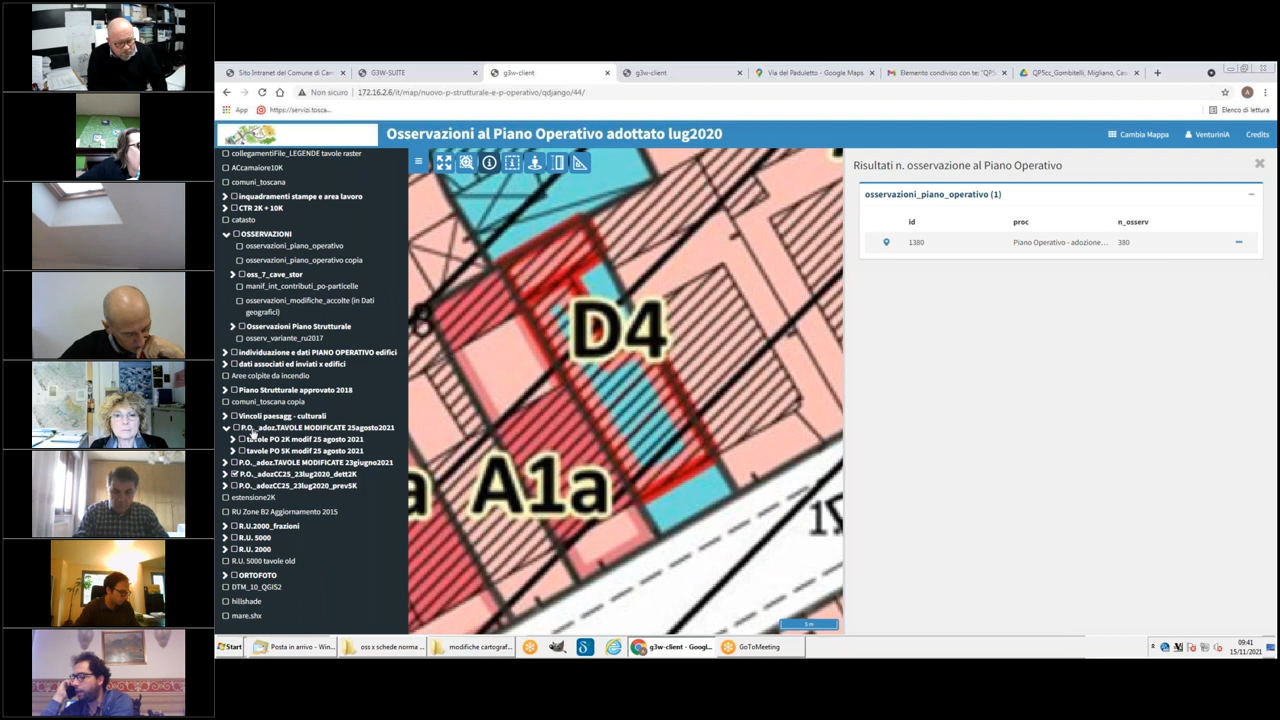 Sito Intranet del Comune di Cam
G3W-SUITE
g3w-client
g3w-client
Via del Paduletto - Google Maps
Elemento condiviso con te: "QP5
QP5cc_Gombitelli, Migliano, Cas
Non sicuro
172.16.2.6/it/map/nuovo-p-strutturale-e-p-operativo/qdjango/44/
A
App
https://servizi.tosca...
Elenco di lettura
Osservazioni al Piano Operativo adottato lug2020
Cambia Mappa
VenturiniA
Credits
collegamentiFile_LEGENDE tavole raster
ACcamaiore10K
comuni_toscana
inquadramenti stampe e area lavoro
CTR 2K + 10K
catasto
OSSERVAZIONI
osservazioni_piano_operativo
osservazioni_piano_operativo copia
oss_7_cave_stor
manif_int_contributi_po-particelle
osservazioni_modifiche_accolte (in Dati
geografici)
Osservazioni Piano Strutturale
osserv_variante_ru2017
individuazione e dati PIANO OPERATIVO edifici
dati associati ed inviati x edifici
Aree colpite da incendio
Piano Strutturale approvato 2018
comuni_toscana copia
Vincoli paesagg - culturali
P.O._adoz.TAVOLE MODIFICATE 25agosto2021
tavole PO 2K modif 25 agosto 2021
tavole PO 5K modif 25 agosto 2021
P.O._adoz.TAVOLE MODIFICATE 23giugno2021
P.O._adozCC25_23lug2020_dett2K
P.O._adozCC25_23lug2020_prev5K
estensione2K
RU Zone B2 Aggiornamento 2015
R.U.2000_frazioni
R.U. 5000
R.U. 2000
R.U. 5000 tavole old
ORTOFOTO
DTM_10_QGIS2
hillshade
mare.shx
D4
A1a
a
5 m
Risultati n. osservazione al Piano Operativo
osservazioni_piano_operativo (1)
id
proc
n_osserv
1380
Piano Operativo - adozione...
380
Start
Posta in arrivo - Win...
oss x schede norma ...
modifiche cartograf...
g3w-client - Googl...
GoToMeeting
09:41
15/11/2021